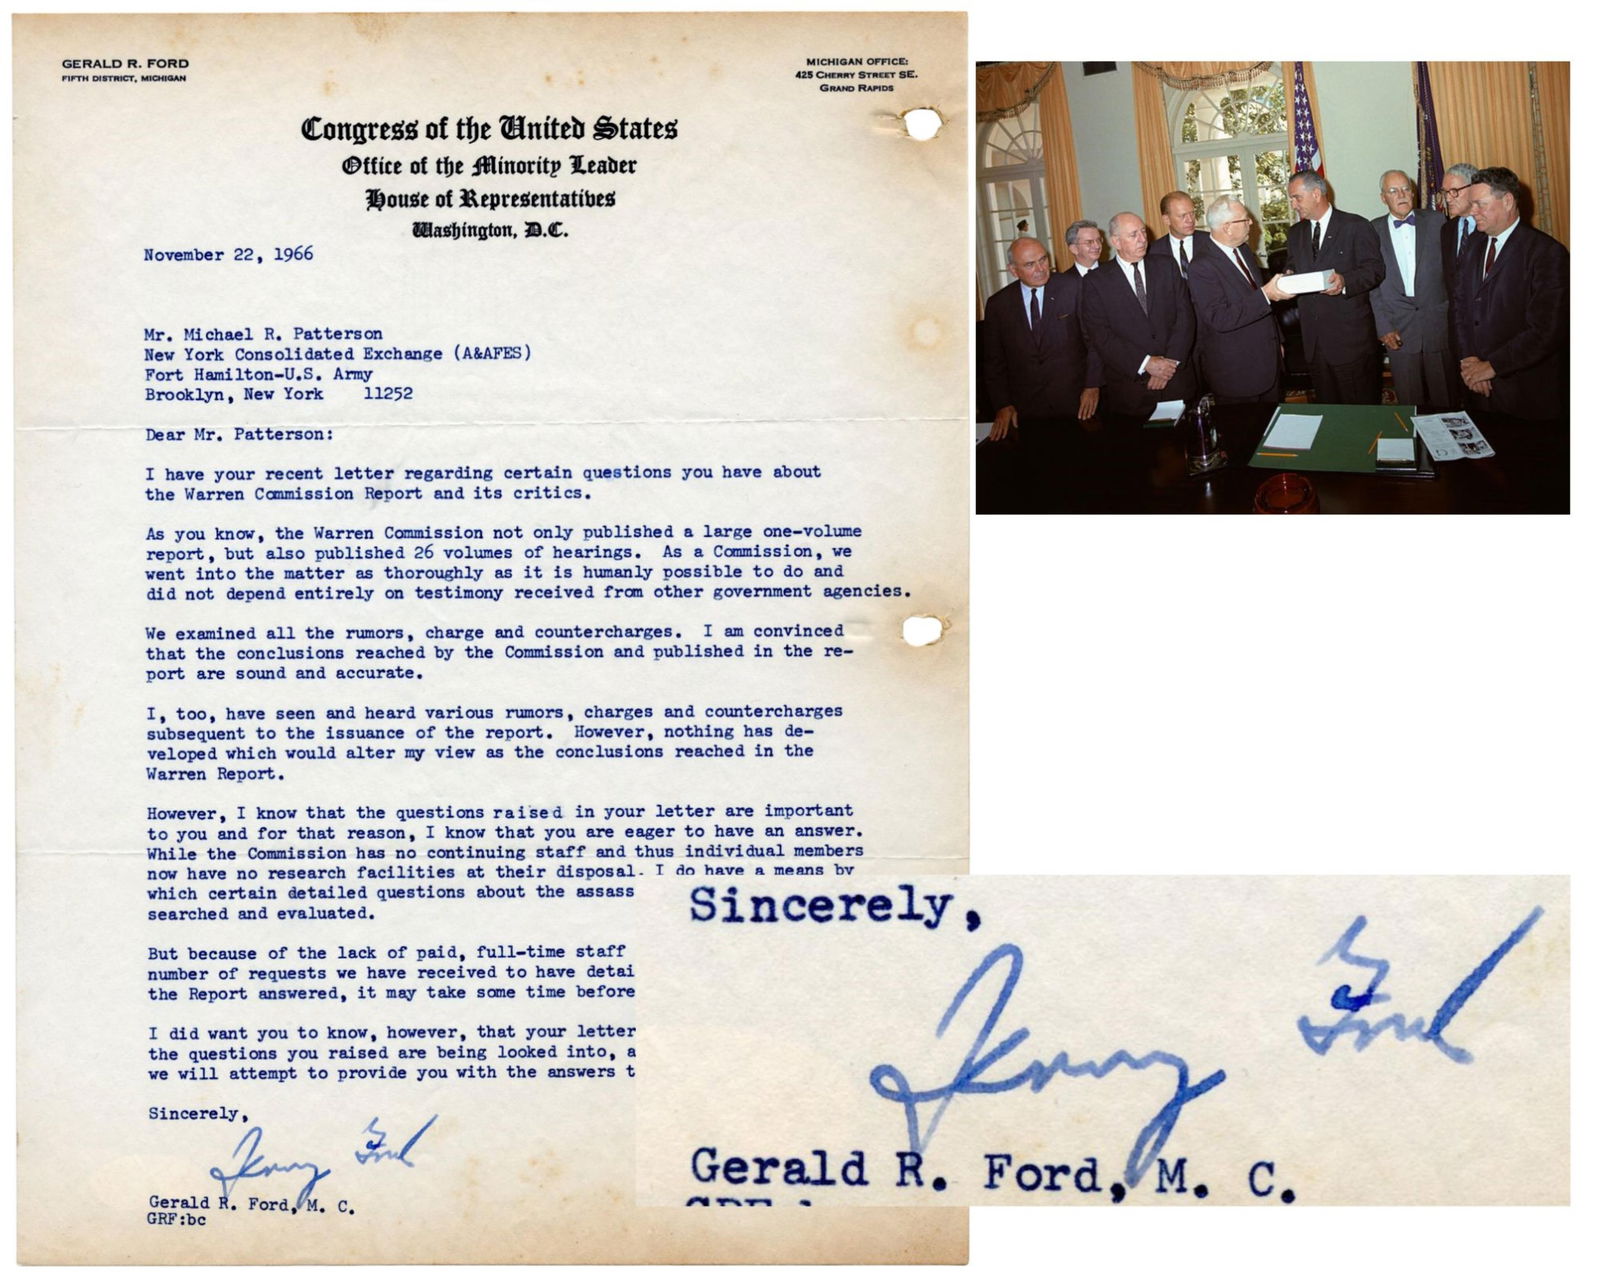 GERALD R. FORD
FIFTH DISTRICT, MICHIGAN
MICHIGAN OFFICE:
425 CHERRY STREET SE.
GRAND RAPIDS
Congress of the United States
Office of the Minority Leader
House of Representatives
Washington, D.C.
November 22, 1966
Mr. Michael R. Patterson
New York Consolidated Exchange (A&AFES)
Fort Hamilton-U.S. Army
Brooklyn, New York    11252
Dear Mr. Patterson:
I have your recent letter regarding certain questions you have about
the Warren Commission Report and its critics.
As you know, the Warren Commission not only published a large one-volume
report, but also published 26 volumes of hearings.  As a Commission, we
went into the matter as thoroughly as it is humanly possible to do and
did not depend entirely on testimony received from other government agencies.
We examined all the rumors, charge and countercharges.  I am convinced
that the conclusions reached by the Commission and published in the re-
port are sound and accurate.
I, too, have seen and heard various rumors, charges and countercharges
subsequent to the issuance of the report.  However, nothing has de-
veloped which would alter my view as the conclusions reached in the
Warren Report.
However, I know that the questions raised in your letter are important
to you and for that reason, I know that you are eager to have an answer.
While the Commission has no continuing staff and thus individual members
now have no research facilities at their disposal. I do have a means by
which certain detailed questions about the assass
searched and evaluated.
But because of the lack of paid, full-time staff
number of requests we have received to have detai
the Report answered, it may take some time before
I did want you to know, however, that your letter
the questions you raised are being looked into, a
we will attempt to provide you with the answers t
Sincerely,
Jerry Ford
Gerald R. Ford, M. C.
GRF:bc
Sincerely,
Jerry Ford
Gerald R. Ford, M. C.